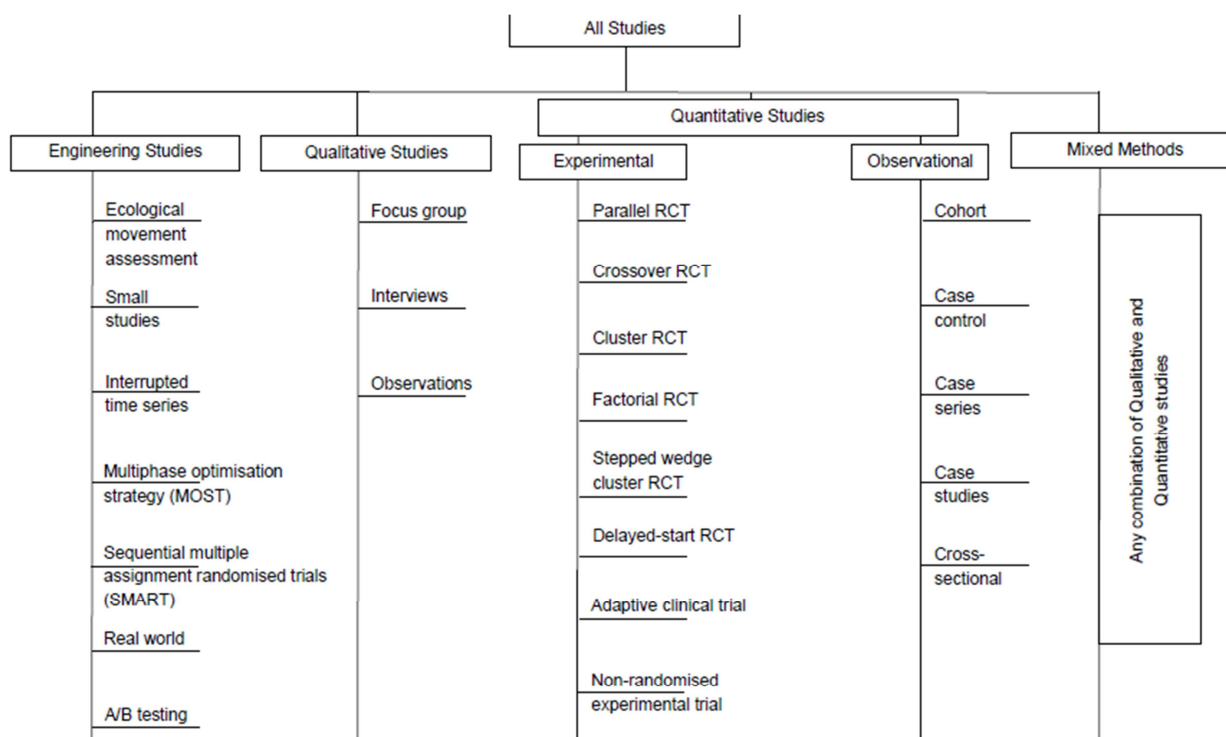 All Studies
Quantitative Studies
Engineering Studies
Qualitative Studies
Experimental
Observational
Mixed Methods
Ecological
movement
assessment
Small
studies
Interrupted
time series
Multiphase optimisation
strategy (MOST)
Sequential multiple
assignment randomised trials
(SMART)
Real world
A/B testing
Focus group
Interviews
Observations
Parallel RCT
Crossover RCT
Cluster RCT
Factorial RCT
Stepped wedge
cluster RCT
Delayed-start RCT
Adaptive clinical trial
Non-randomised
experimental trial
Cohort
Case
control
Case
series
Case
studies
Cross-
sectional
Any combination of Qualitative and
Quantitative studies